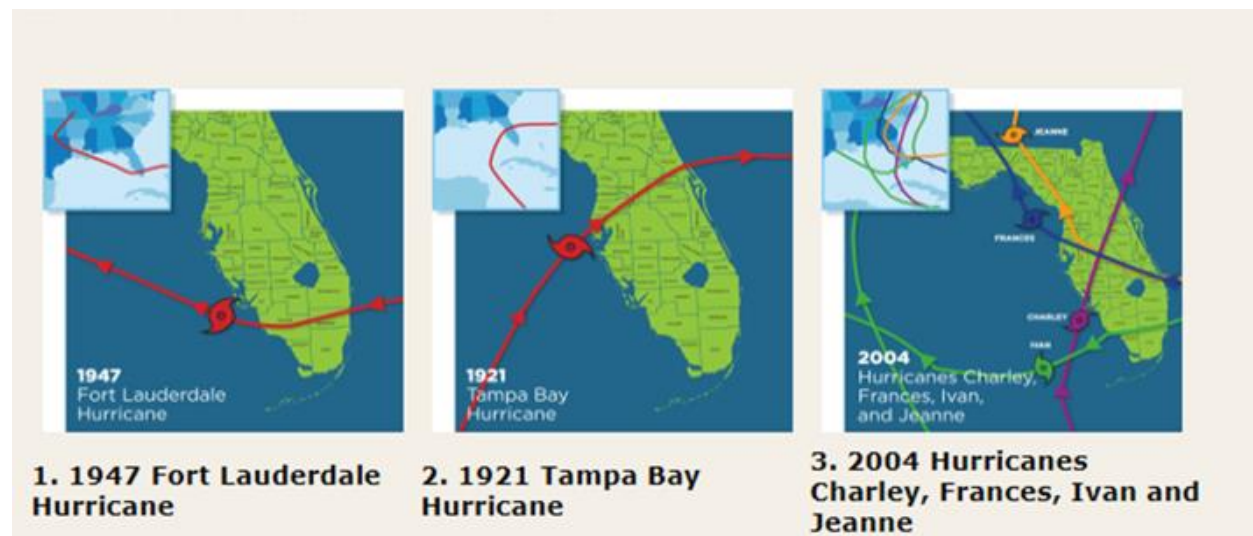 1947
Fort Lauderdale
Hurricane
1921
Tampa Bay
Hurricane
JEANNE
FRANCES
CHARLEY
IVAN
2004
Hurricanes Charley,
Frances, Ivan,
and Jeanne
1. 1947 Fort Lauderdale
Hurricane
2. 1921 Tampa Bay
Hurricane
3. 2004 Hurricanes
Charley, Frances, Ivan and
Jeanne